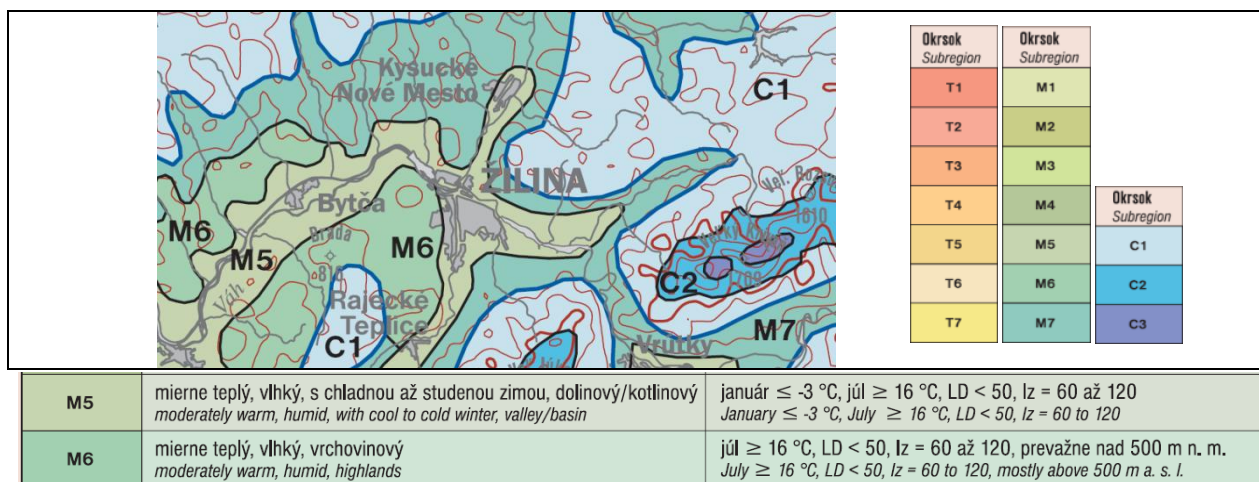 Kysucké
Nové Mesto
C1
ŽILINA
Bytča
M6
M6
M5
Brada
816
Váh
Rajecké
Teplice
C1
C2
1709
1610
M7
Vrútky
Okrsok
Subregion
T1
T2
T3
T4
T5
T6
T7
Okrsok
Subregion
M1
M2
M3
M4
M5
M6
M7
Okrsok
Subregion
C1
C2
C3
M5
mierne teplý, vlhký, s chladnou až studenou zimou, dolinový/kotlinový
moderately warm, humid, with cool to cold winter, valley/basin
január ≤ -3 °C, júl ≥ 16 °C, LD < 50, Iz = 60 až 120
January ≤ -3 °C, July ≥ 16 °C, LD < 50, Iz = 60 to 120
M6
mierne teplý, vlhký, vrchovinový
moderately warm, humid, highlands
júl ≥ 16 °C, LD < 50, Iz = 60 až 120, prevažne nad 500 m n. m.
July ≥ 16 °C, LD < 50, Iz = 60 to 120, mostly above 500 m a. s. l.